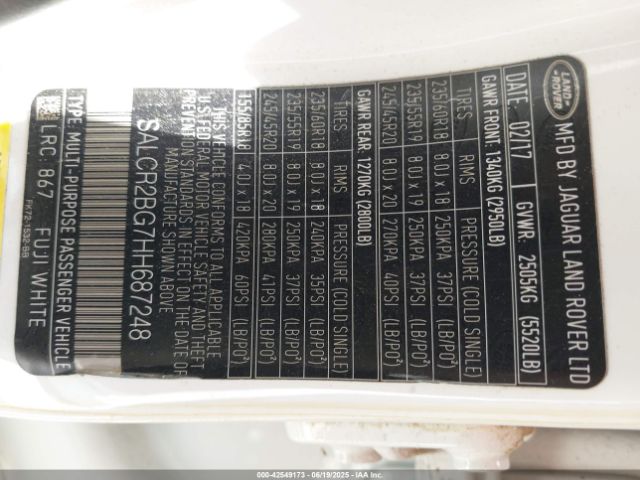 LAND ROVER
MFD BY JAGUAR LAND ROVER LTD
DATE: 02/17 GVWR: 2505KG (5520LB)
GAWR FRONT: 1340KG (2950LB)
TIRES RIMS PRESSURE (COLD SINGLE)
235/60R18 8.0J x 18 250KPA 37PSI (LB/PO²)
235/55R19 8.0J x 19 250KPA 37PSI (LB/PO²)
245/45R20 8.0J x 20 270KPA 40PSI (LB/PO²)
GAWR REAR: 1270KG (2800LB)
TIRES RIMS PRESSURE (COLD SINGLE)
235/60R18 8.0J x 18 240KPA 35PSI (LB/PO²)
235/55R19 8.0J x 19 250KPA 37PSI (LB/PO²)
245/45R20 8.0J x 20 280KPA 41PSI (LB/PO²)
T155/85R18 4.0J x 18 420KPA 60PSI (LB/PO²)
THIS VEHICLE CONFORMS TO ALL APPLICABLE
U.S. FEDERAL MOTOR VEHICLE SAFETY AND THEFT
PREVENTION STANDARDS IN EFFECT ON THE DATE OF
MANUFACTURE SHOWN ABOVE
SALCR2BG7HH687248
TYPE: MULTI-PURPOSE PASSENGER VEHICLE
FK72-1532-BB
LRC 867 FUJI WHITE
000-42549173 - 06/19/2025 - IAAI.COM